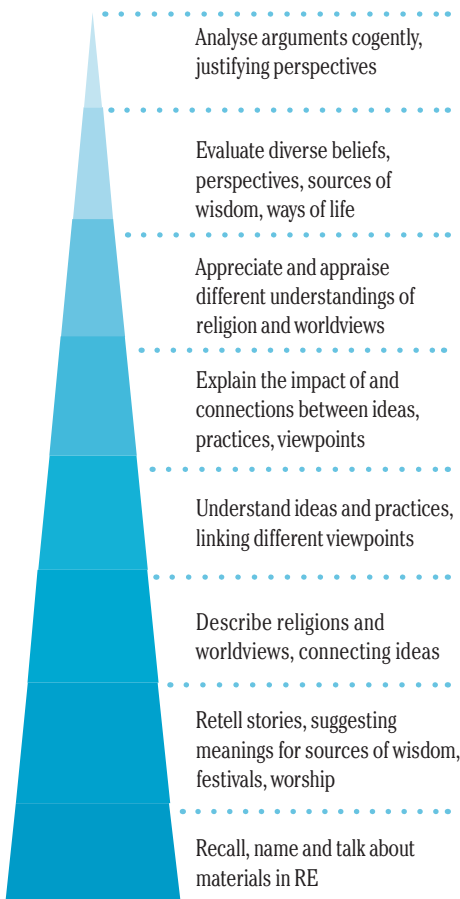 Analyse arguments cogently,
justifying perspectives
Evaluate diverse beliefs,
perspectives, sources of
wisdom, ways of life
Appreciate and appraise
different understandings of
religion and worldviews
Explain the impact of and
connections between ideas,
practices, viewpoints
Understand ideas and practices,
linking different viewpoints
Describe religions and
worldviews, connecting ideas
Retell stories, suggesting
meanings for sources of wisdom,
festivals, worship
Recall, name and talk about
materials in RE